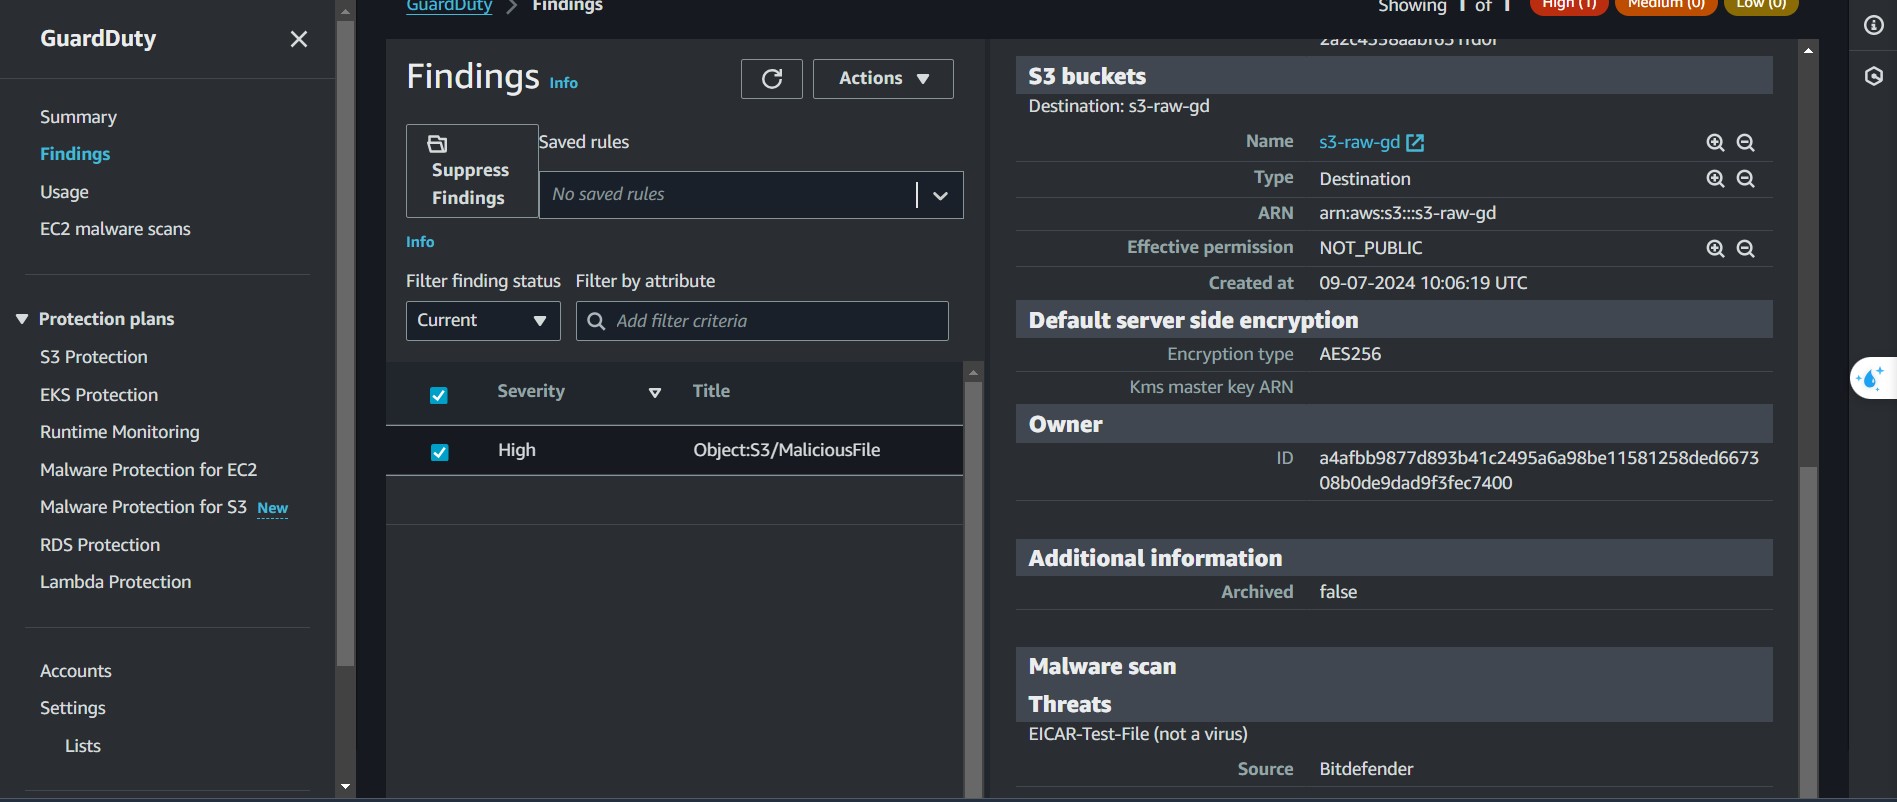 GuardDuty
Summary
Findings
Usage
EC2 malware scans
Protection plans
S3 Protection
EKS Protection
Runtime Monitoring
Malware Protection for EC2
Malware Protection for S3 New
RDS Protection
Lambda Protection
Accounts
Settings
Lists
GuardDuty > Findings
Showing 1 of 1 High (1) Medium (0) Low (0)
Findings Info
Actions
Suppress
Findings
Saved rules
No saved rules
Info
Filter finding status Filter by attribute
Current Add filter criteria
Severity Title
High Object:S3/MaliciousFile
S3 buckets
Destination: s3-raw-gd
Name s3-raw-gd
Type Destination
ARN arn:aws:s3:::s3-raw-gd
Effective permission NOT_PUBLIC
Created at 09-07-2024 10:06:19 UTC
Default server side encryption
Encryption type AES256
Kms master key ARN
Owner
ID a4afbb9877d893b41c2495a6a98be11581258ded6673
08b0de9dad9f3fec7400
Additional information
Archived false
Malware scan
Threats
EICAR-Test-File (not a virus)
Source Bitdefender